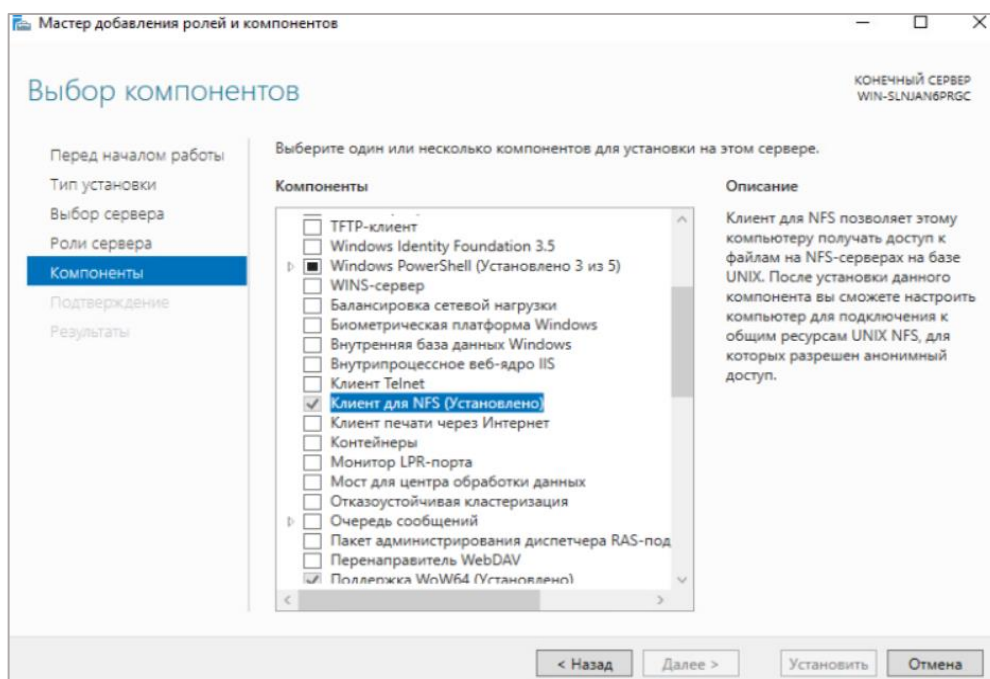 Мастер добавления ролей и компонентов
Выбор компонентов
КОНЕЧНЫЙ СЕРВЕР
WIN-SLNJAN6PRGC
Перед началом работы
Тип установки
Выбор сервера
Роли сервера
Компоненты
Подтверждение
Результаты
Выберите один или несколько компонентов для установки на этом сервере.
Компоненты
TFTP-клиент
Windows Identity Foundation 3.5
Windows PowerShell (Установлено 3 из 5)
WINS-сервер
Балансировка сетевой нагрузки
Биометрическая платформа Windows
Внутренняя база данных Windows
Внутрипроцессное веб-ядро IIS
Клиент Telnet
Клиент для NFS (Установлено)
Клиент печати через Интернет
Контейнеры
Монитор LPR-порта
Мост для центра обработки данных
Отказоустойчивая кластеризация
Очередь сообщений
Пакет администрирования диспетчера RAS-под
Перенаправитель WebDAV
Поддержка WoW64 (Установлено)
Описание
Клиент для NFS позволяет этому
компьютеру получать доступ к
файлам на NFS-серверах на базе
UNIX. После установки данного
компонента вы сможете настроить
компьютер для подключения к
общим ресурсам UNIX NFS, для
которых разрешен анонимный
доступ.
< Назад
Далее >
Установить
Отмена